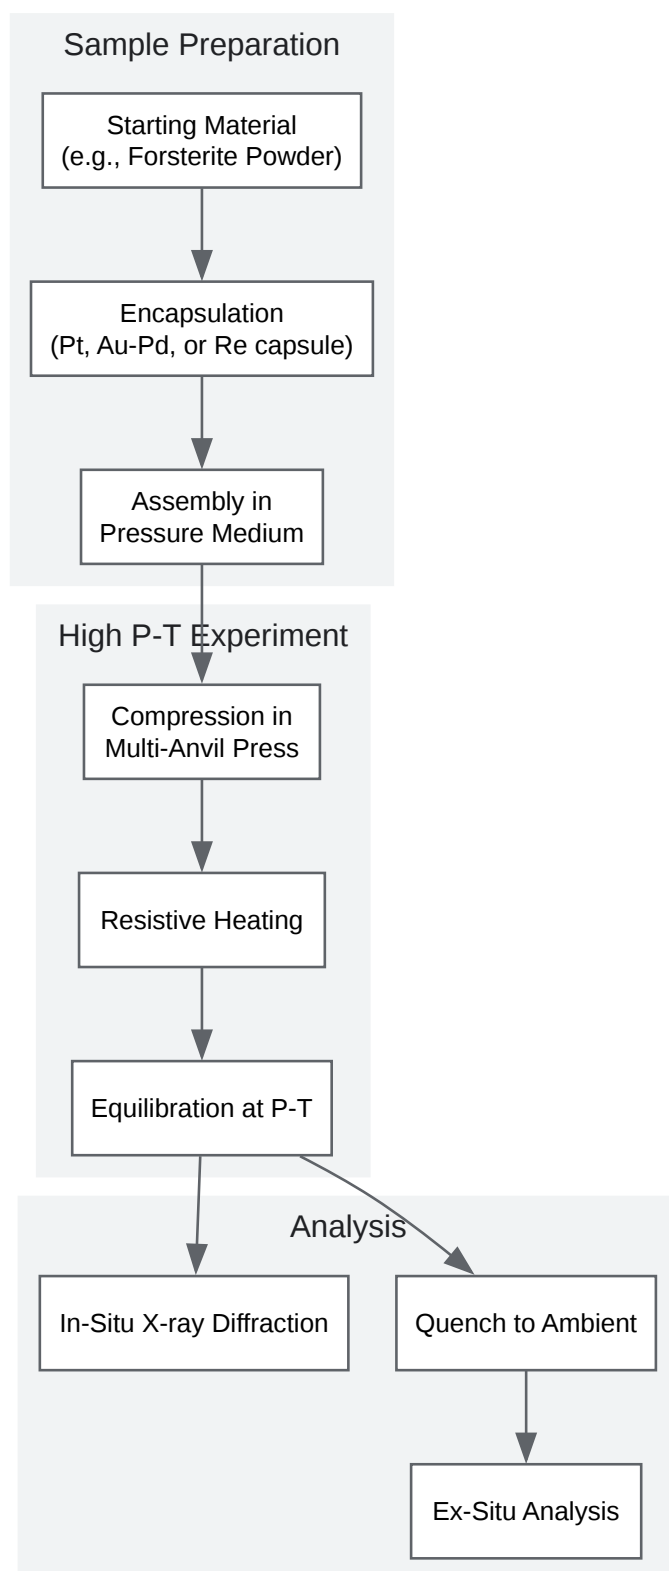 Sample Preparation
Starting Material
(e.g., Forsterite Powder)
Encapsulation
(Pt, Au-Pd, or Re capsule)
Assembly in
Pressure Medium
High P-T Experiment
Compression in
Multi-Anvil Press
Resistive Heating
Equilibration at P-T
Analysis
In-Situ X-ray Diffraction
Quench to Ambient
Ex-Situ Analysis